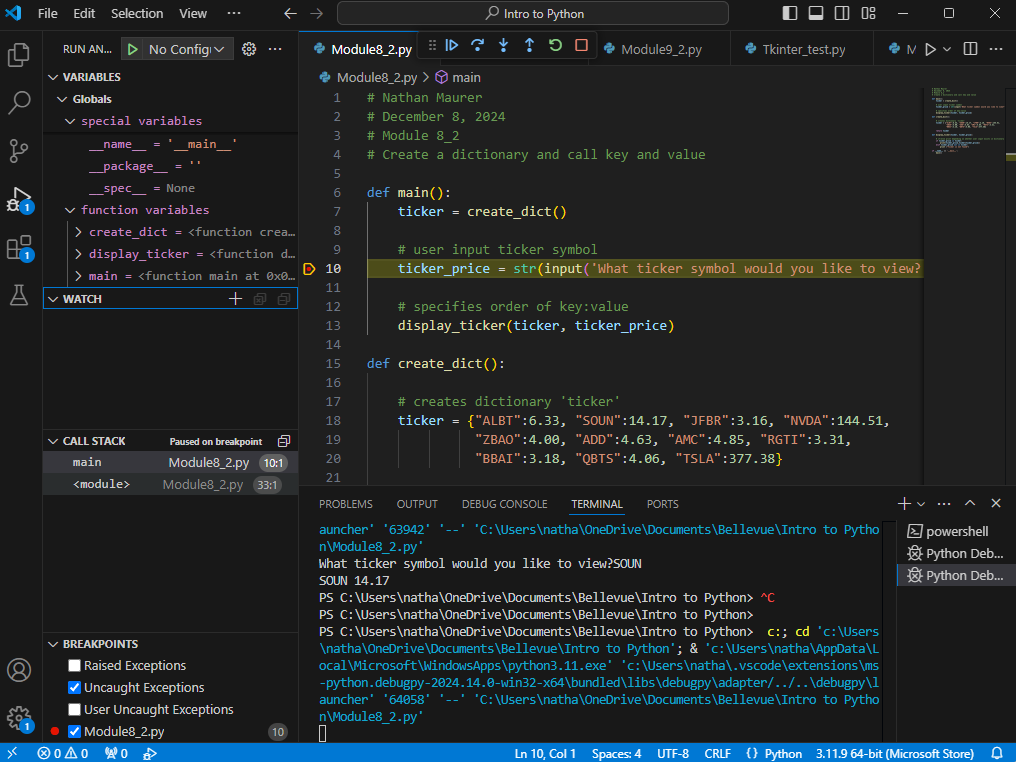 File Edit Selection View ··· Intro to Python
RUN AN... No Config ···
Module8_2.py Module9_2.py Tkinter_test.py M ···
VARIABLES
Globals
special variables
__name__ = '__main__'
__package__ = ''
__spec__ = None
function variables
create_dict = <function crea...
display_ticker = <function d...
main = <function main at 0x0...
WATCH
CALL STACK Paused on breakpoint
main Module8_2.py 10:1
<module> Module8_2.py 33:1
BREAKPOINTS
Raised Exceptions
Uncaught Exceptions
User Uncaught Exceptions
Module8_2.py 10
1
1
1
Module8_2.py > main
1 # Nathan Maurer
2 # December 8, 2024
3 # Module 8_2
4 # Create a dictionary and call key and value
5
6 def main():
7 ticker = create_dict()
8
9 # user input ticker symbol
10 ticker_price = str(input('What ticker symbol would you like to view?
11
12 # specifies order of key:value
13 display_ticker(ticker, ticker_price)
14
15 def create_dict():
16
17 # creates dictionary 'ticker'
18 ticker = {"ALBT":6.33, "SOUN":14.17, "JFBR":3.16, "NVDA":144.51,
19 "ZBAO":4.00, "ADD":4.63, "AMC":4.85, "RGTI":3.31,
20 "BBAI":3.18, "QBTS":4.06, "TSLA":377.38}
21
PROBLEMS OUTPUT DEBUG CONSOLE TERMINAL PORTS ···
auncher' '63942' '--' 'C:\Users\natha\OneDrive\Documents\Bellevue\Intro to Pytho
n\Module8_2.py'
What ticker symbol would you like to view?SOUN
SOUN 14.17
PS C:\Users\natha\OneDrive\Documents\Bellevue\Intro to Python> ^C
PS C:\Users\natha\OneDrive\Documents\Bellevue\Intro to Python>
PS C:\Users\natha\OneDrive\Documents\Bellevue\Intro to Python> c:; cd 'c:\Users
\natha\OneDrive\Documents\Bellevue\Intro to Python'; & 'c:\Users\natha\AppData\L
ocal\Microsoft\WindowsApps\python3.11.exe' 'c:\Users\natha\.vscode\extensions\ms
-python.debugpy-2024.14.0-win32-x64\bundled\libs\debugpy\adapter/../..\debugpy\l
auncher' '64058' '--' 'C:\Users\natha\OneDrive\Documents\Bellevue\Intro to Pytho
n\Module8_2.py'
powershell
Python Deb...
Python Deb...
0 0 0 Ln 10, Col 1 Spaces: 4 UTF-8 CRLF {} Python 3.11.9 64-bit (Microsoft Store)